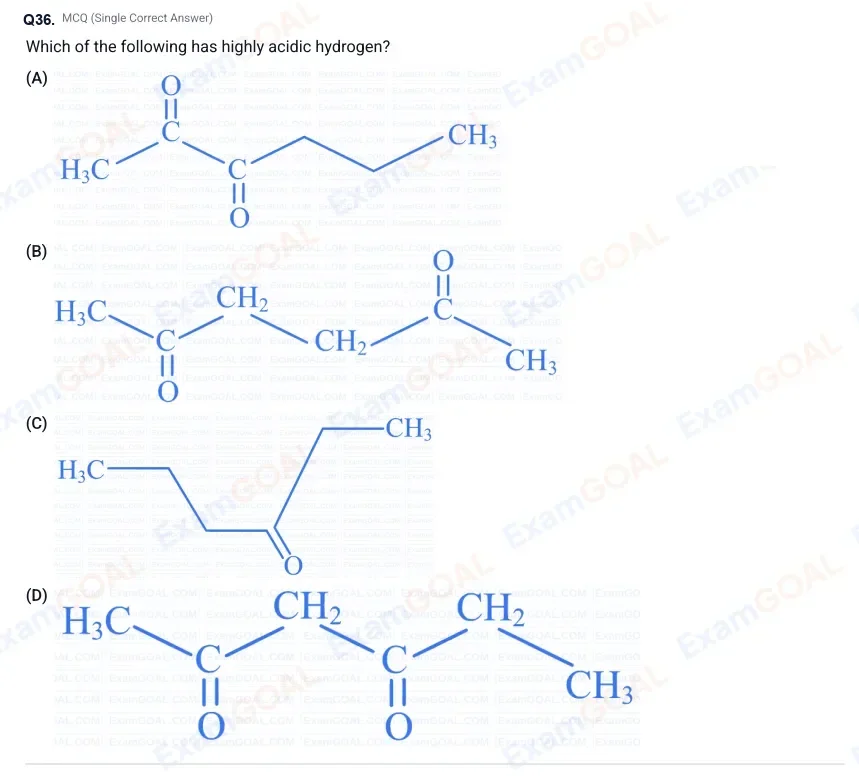 Q36. MCQ (Single Correct Answer)
Which of the following has highly acidic hydrogen?
(A)
O
C
CH₃
H₃C
C
O
(B)
O
CH₂
H₃C
C
C
CH₂
CH₃
O
(C)
CH₃
H₃C
O
(D)
CH₂
CH₂
H₃C
C
C
CH₃
O
O
ExamGOAL